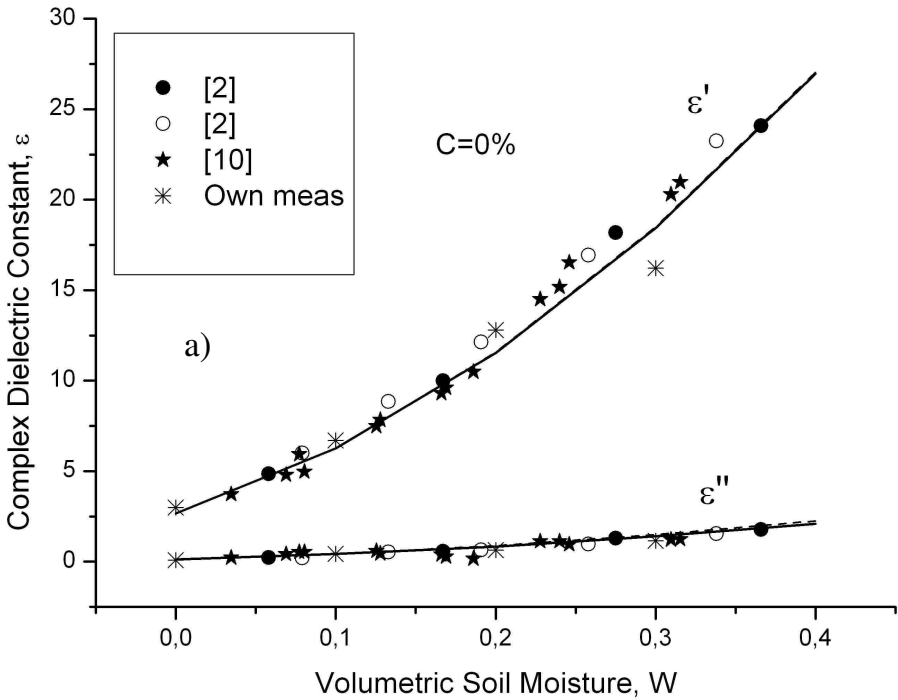 30
25
20
15
10
5
0
Complex Dielectric Constant, ε
[2]
[2]
[10]
Own meas
C=0%
ε'
a)
ε"
0,0 0,1 0,2 0,3 0,4
Volumetric Soil Moisture, W